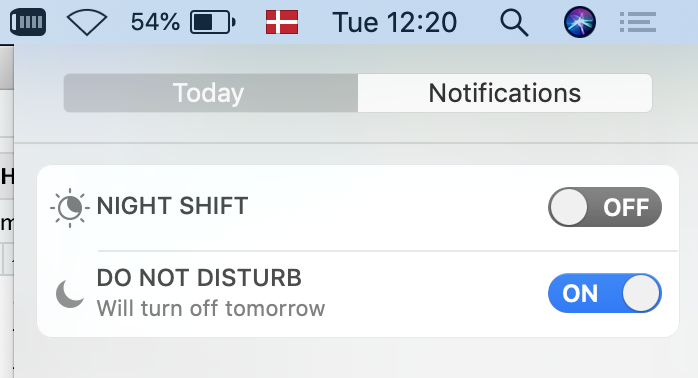 54% Tue 12:20
Today Notifications
H
NIGHT SHIFT OFF
m
DO NOT DISTURB ON
Will turn off tomorrow